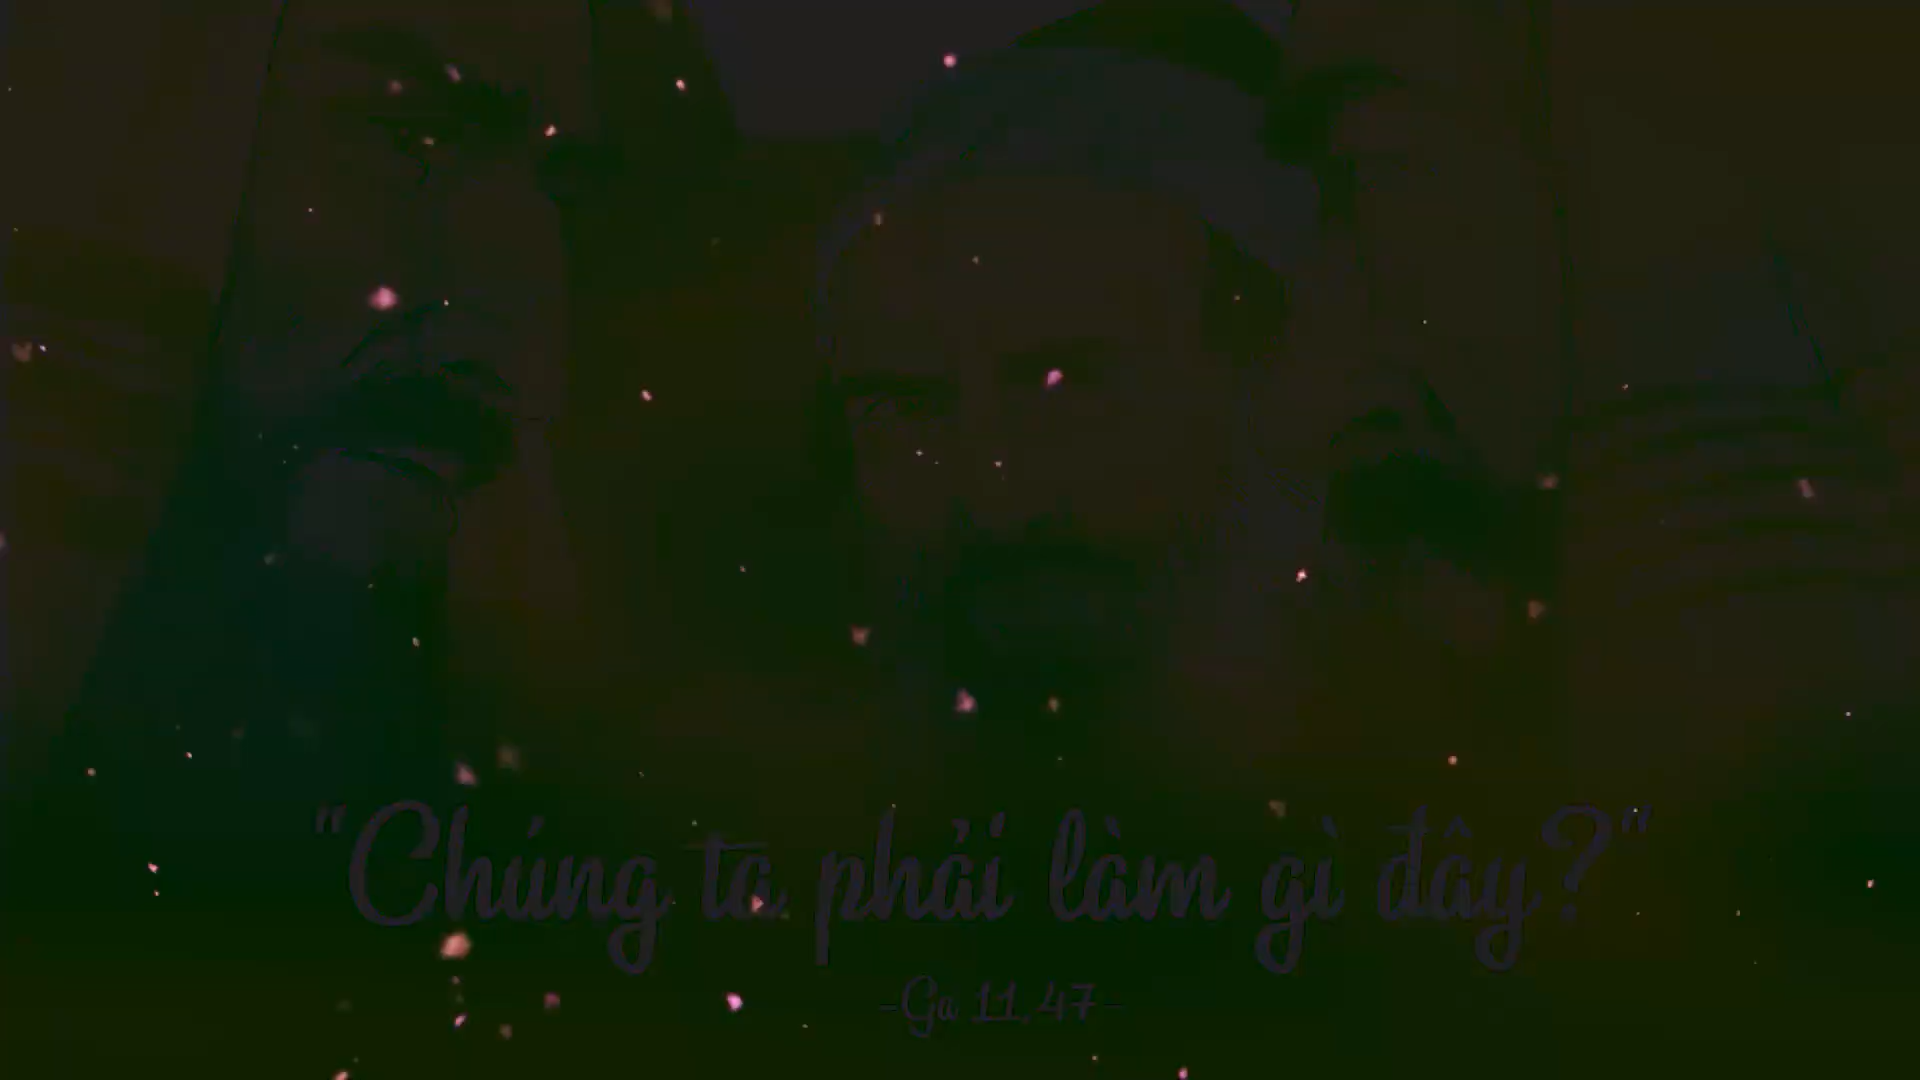 "Chúng ta phải làm gì đây?"
-Ga 11, 47-